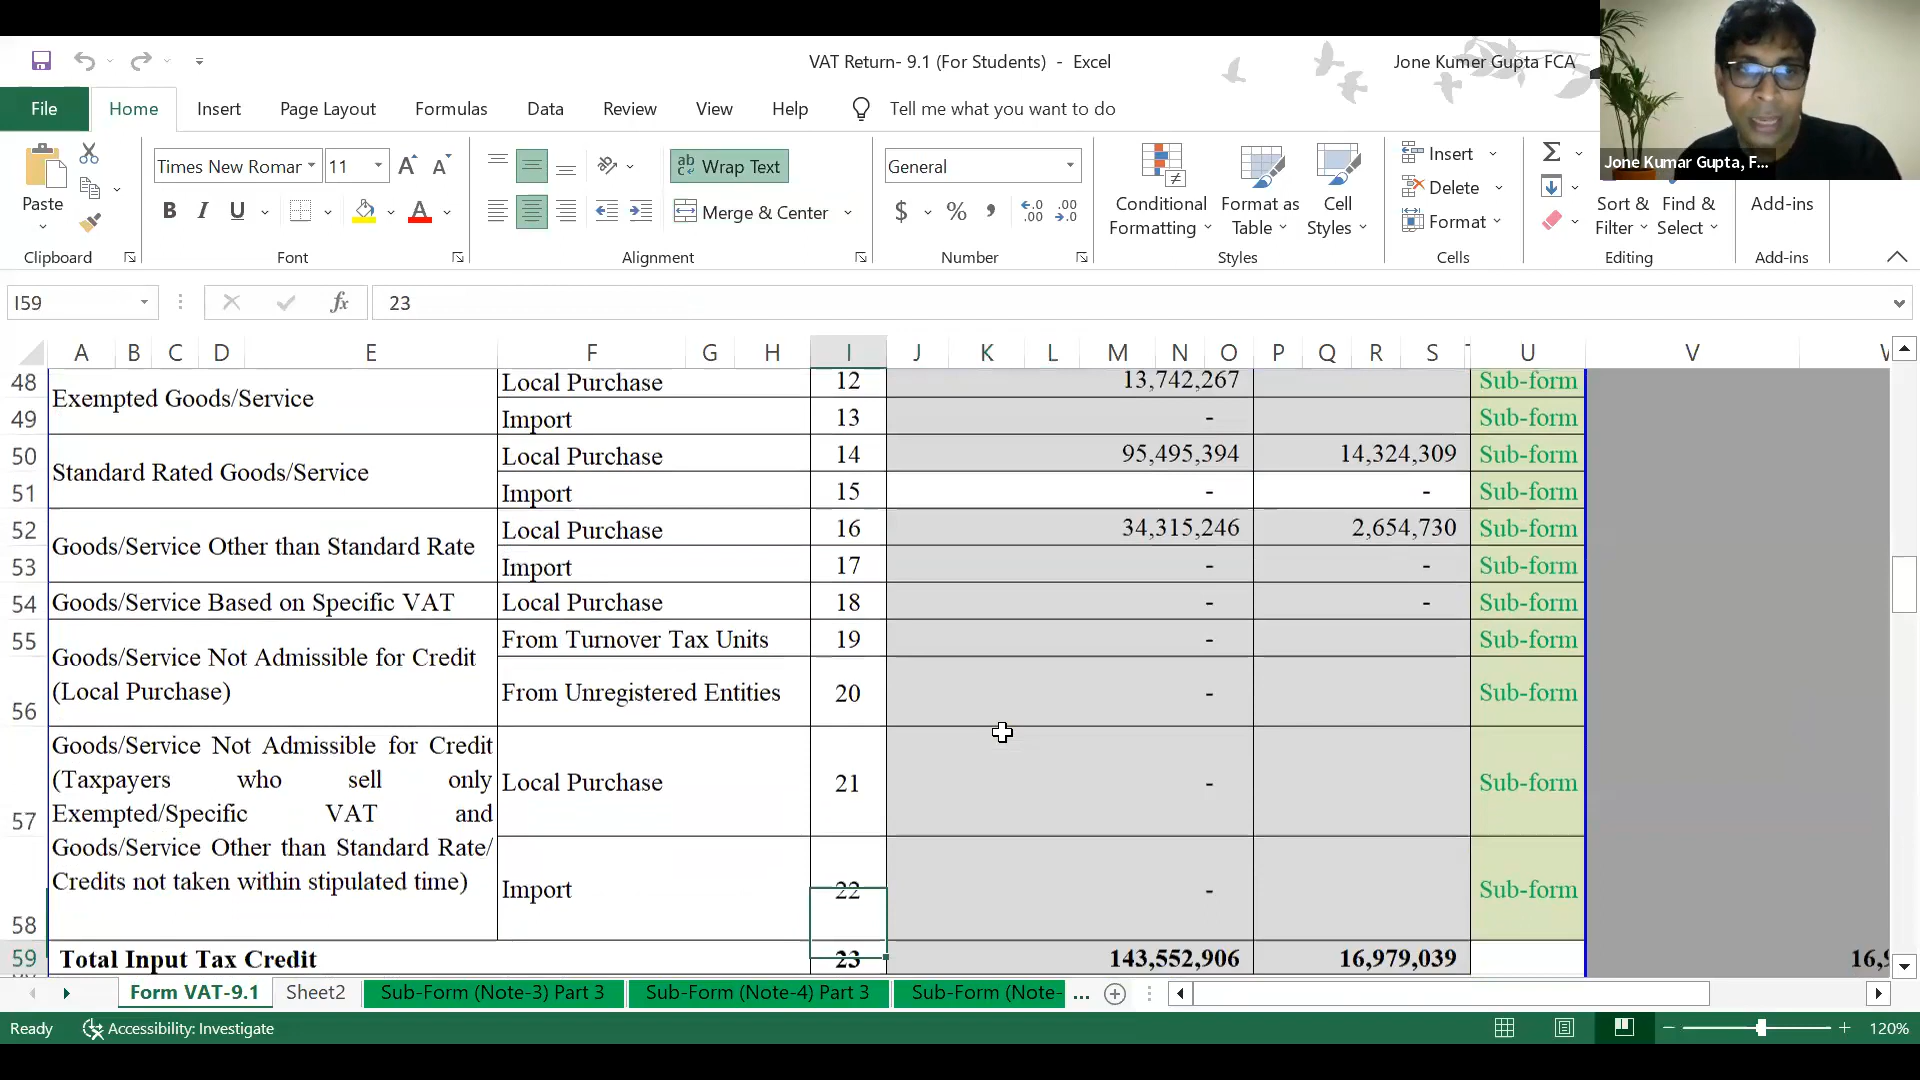 VAT Return- 9.1 (For Students) - Excel
Jone Kumer Gupta FCA
File Home Insert Page Layout Formulas Data Review View Help Tell me what you want to do
Jone Kumar Gupta, F...
Paste
Times New Romar 11
B I U
ab Wrap Text
Merge & Center
General
$ % ,
Conditional Formatting
Format as Table
Cell Styles
Insert
Delete
Format
Sort & Filter
Find & Select
Add-ins
Clipboard Font Alignment Number Styles Cells Editing Add-ins
I59 fx 23
A B C D E F G H I J K L M N O P Q R S T U V
48 Exempted Goods/Service Local Purchase 12 13,742,267 Sub-form
49 Import 13 - Sub-form
50 Standard Rated Goods/Service Local Purchase 14 95,495,394 14,324,309 Sub-form
51 Import 15 - - Sub-form
52 Goods/Service Other than Standard Rate Local Purchase 16 34,315,246 2,654,730 Sub-form
53 Import 17 - - Sub-form
54 Goods/Service Based on Specific VAT Local Purchase 18 - - Sub-form
55 Goods/Service Not Admissible for Credit From Turnover Tax Units 19 - Sub-form
56 (Local Purchase) From Unregistered Entities 20 - Sub-form
Goods/Service Not Admissible for Credit
(Taxpayers who sell only
57 Exempted/Specific VAT and Local Purchase 21 - Sub-form
Goods/Service Other than Standard Rate/
Credits not taken within stipulated time)
58 Import 22 - Sub-form
59 Total Input Tax Credit 23 143,552,906 16,979,039
Form VAT-9.1 Sheet2 Sub-Form (Note-3) Part 3 Sub-Form (Note-4) Part 3 Sub-Form (Note- ...
Ready Accessibility: Investigate 120%